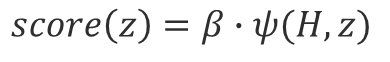 score(z) = β · ψ(H, z)